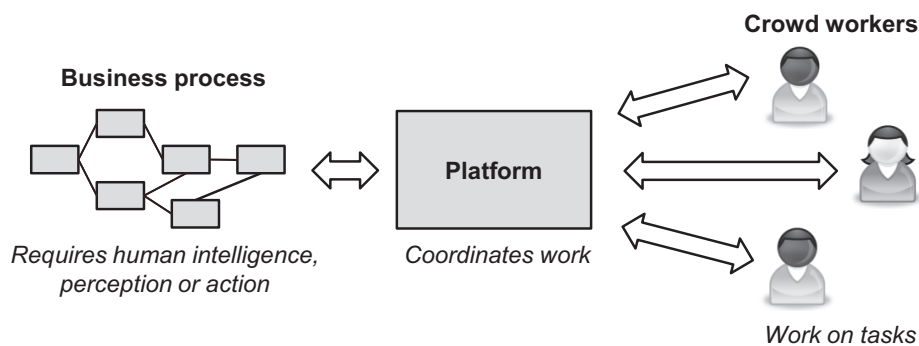 Crowd workers
Business process
Platform
Requires human intelligence,
perception or action
Coordinates work
Work on tasks